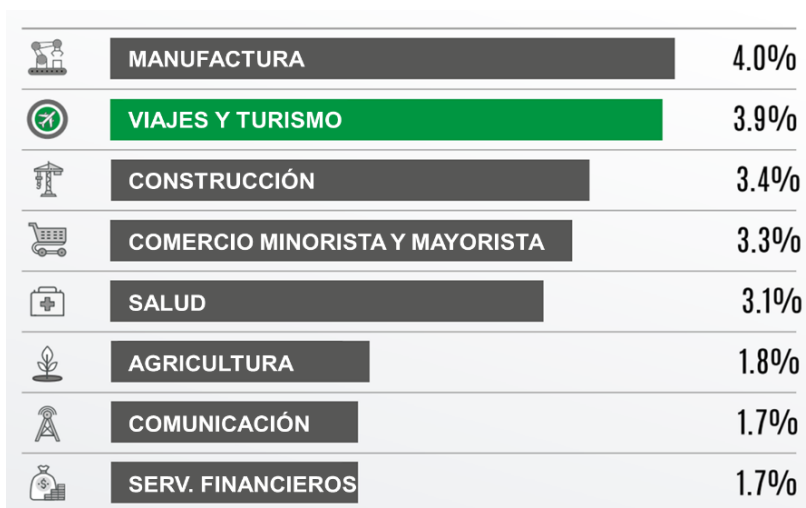 MANUFACTURA 4.0%
VIAJES Y TURISMO 3.9%
CONSTRUCCIÓN 3.4%
COMERCIO MINORISTA Y MAYORISTA 3.3%
SALUD 3.1%
AGRICULTURA 1.8%
COMUNICACIÓN 1.7%
SERV. FINANCIEROS 1.7%